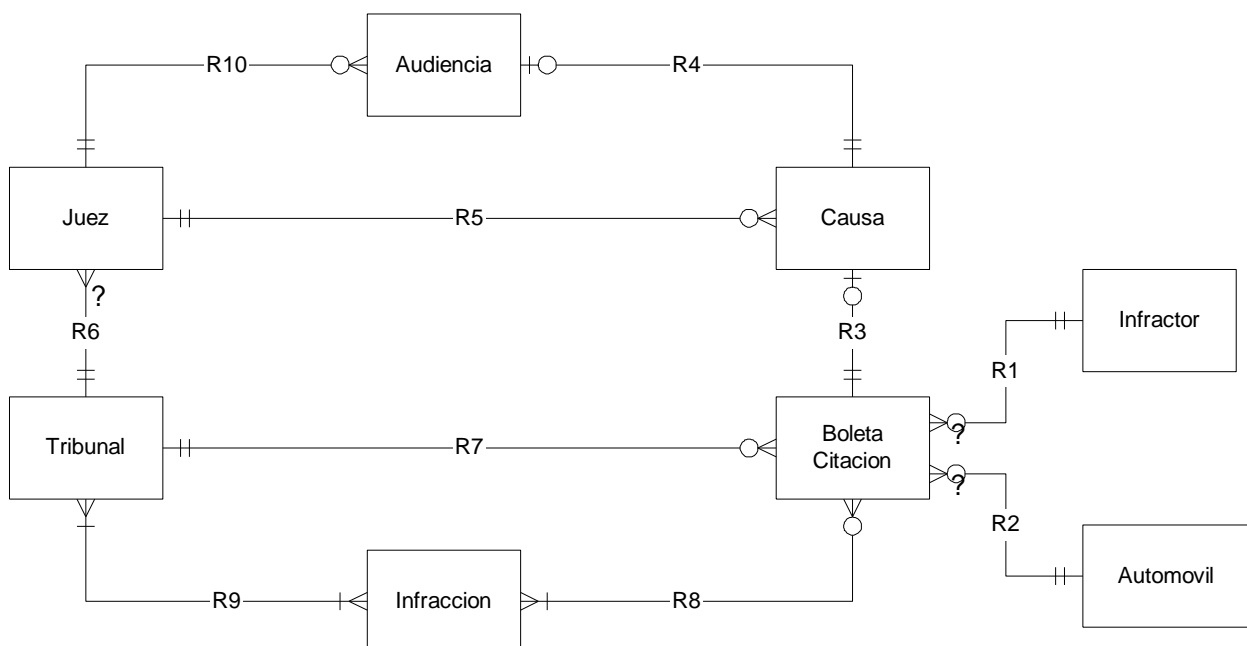 R10
Audiencia
R4
Juez
R5
Causa
?
R6
R3
Infractor
R1
Tribunal
R7
Boleta
Citacion
?
?
R2
Automovil
R9
Infraccion
R8